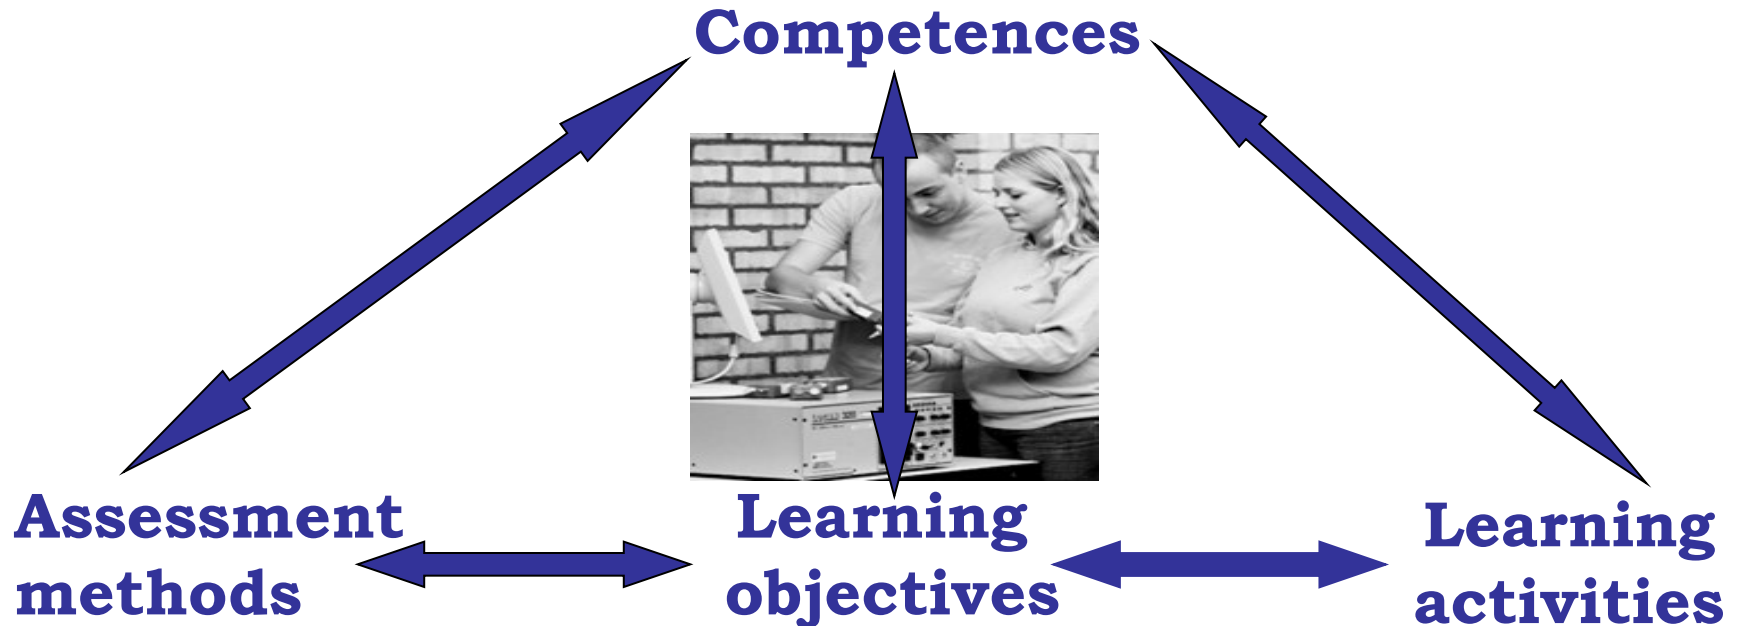 Competences
Assessment
methods
Learning
objectives
Learning
activities